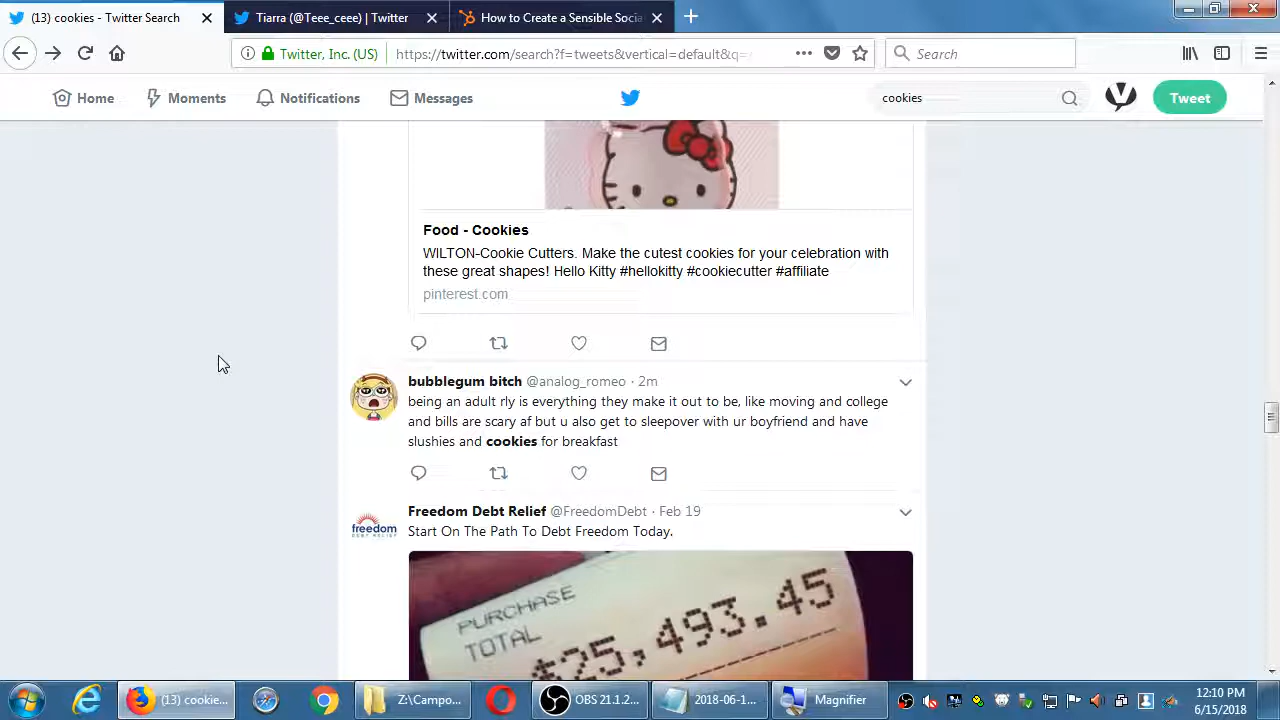 (13) cookies - Twitter Search
Tiarra (@Teee_ceee) | Twitter
How to Create a Sensible Socia
Twitter, Inc. (US)
https://twitter.com/search?f=tweets&vertical=default&q=
Search
Home
Moments
Notifications
Messages
cookies
Tweet
Food - Cookies
WILTON-Cookie Cutters. Make the cutest cookies for your celebration with
these great shapes! Hello Kitty #hellokitty #cookiecutter #affiliate
pinterest.com
bubblegum bitch @analog_romeo · 2m
being an adult rly is everything they make it out to be, like moving and college
and bills are scary af but u also get to sleepover with ur boyfriend and have
slushies and cookies for breakfast
freedom
DEBT RELIEF
Freedom Debt Relief @FreedomDebt · Feb 19
Start On The Path To Debt Freedom Today.
PURCHASE
TOTAL
$25,493.45
(13) cookie...
Z:\Campo...
OBS 21.1.2...
2018-06-1...
Magnifier
12:10 PM
6/15/2018